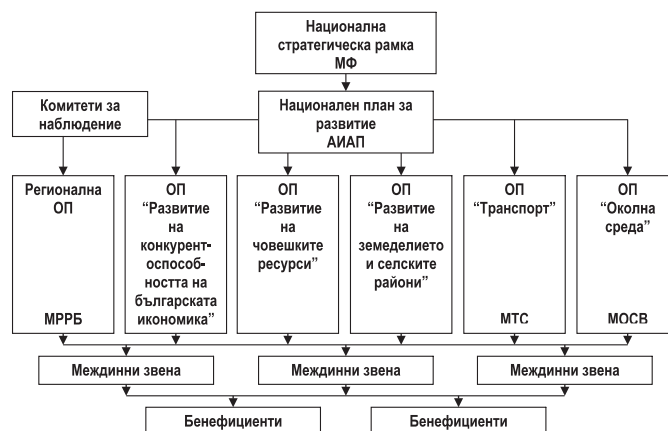 Национална
стратегическа рамка
МФ
Комитети за
наблюдение
Национален план за
развитие
АИАП
Регионална
ОП
МРРБ
ОП
“Развитие
на
конкурент-
оспособ-
ността на
българската
икономика”
ОП
“Развитие
на
човешките
ресурси”
ОП
“Развитие
на
земеделието
и селските
райони”
ОП
“Транспорт”
МТС
ОП
“Околна
среда”
МОСВ
Междинни звена
Междинни звена
Междинни звена
Бенефициенти
Бенефициенти